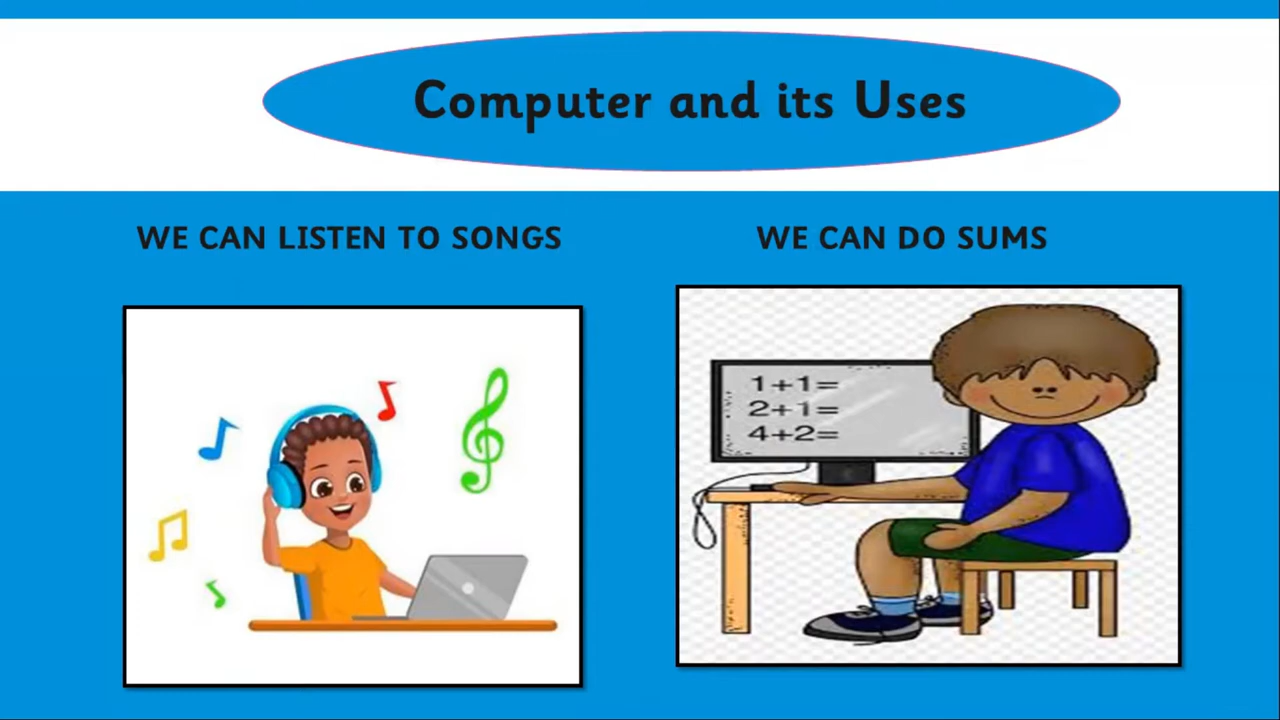 Computer and its Uses
WE CAN LISTEN TO SONGS
WE CAN DO SUMS
1+1=
2+1=
4+2=